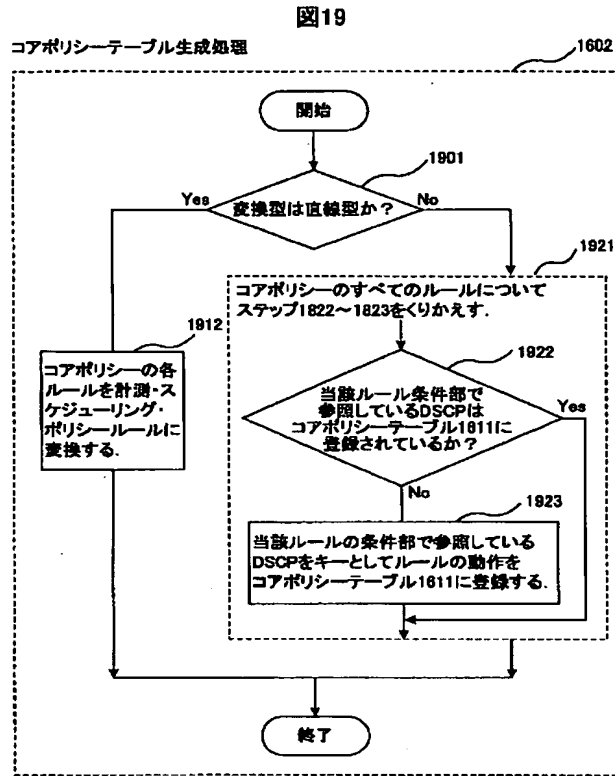 図19
コアポリシーテーブル生成処理
1602
開始
1901
Yes
変換型は直線型か？
No
1921
コアポリシーのすべてのルールについて
ステップ1822～1823をくりかえす.
1912
コアポリシーの各
ルールを計測・ス
ケジューリング・
ポリシールールに
変換する.
1922
当該ルール条件部で
参照しているDSCPは
コアポリシーテーブル1611に
登録されているか？
Yes
No
1923
当該ルールの条件部で参照している
DSCPをキーとしてルールの動作を
コアポリシーテーブル1611に登録する.
終了